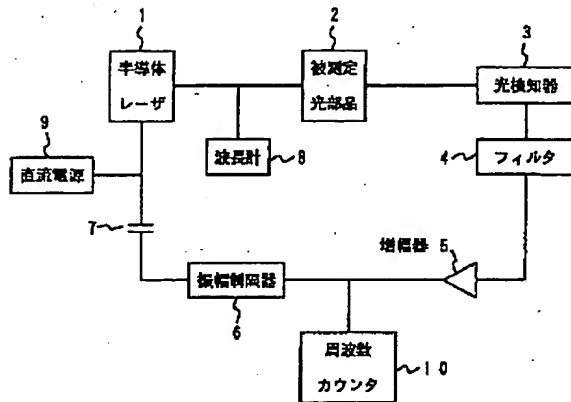 1
半導体
レーザ
2
被測定
光部品
3
光検知器
9
直流電源
波長計
8
4
フィルタ
7
増幅器
5
振幅制限器
6
周波数
カウンタ
10